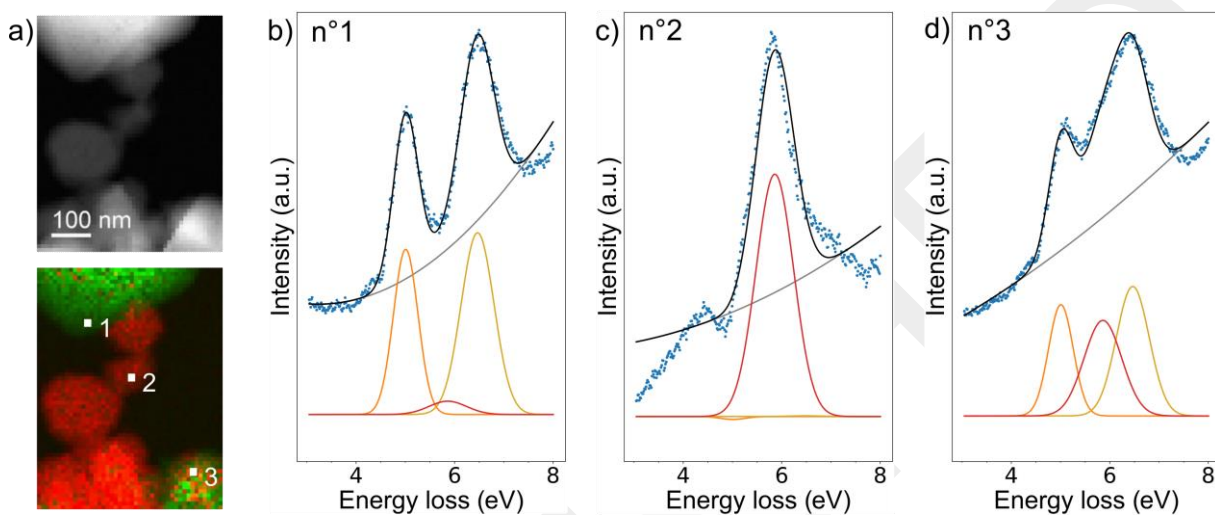 a)
100 nm
1
2
3
b) n°1
Intensity (a.u.)
4 6 8
Energy loss (eV)
c) n°2
Intensity (a.u.)
4 6 8
Energy loss (eV)
d) n°3
Intensity (a.u.)
4 6 8
Energy loss (eV)